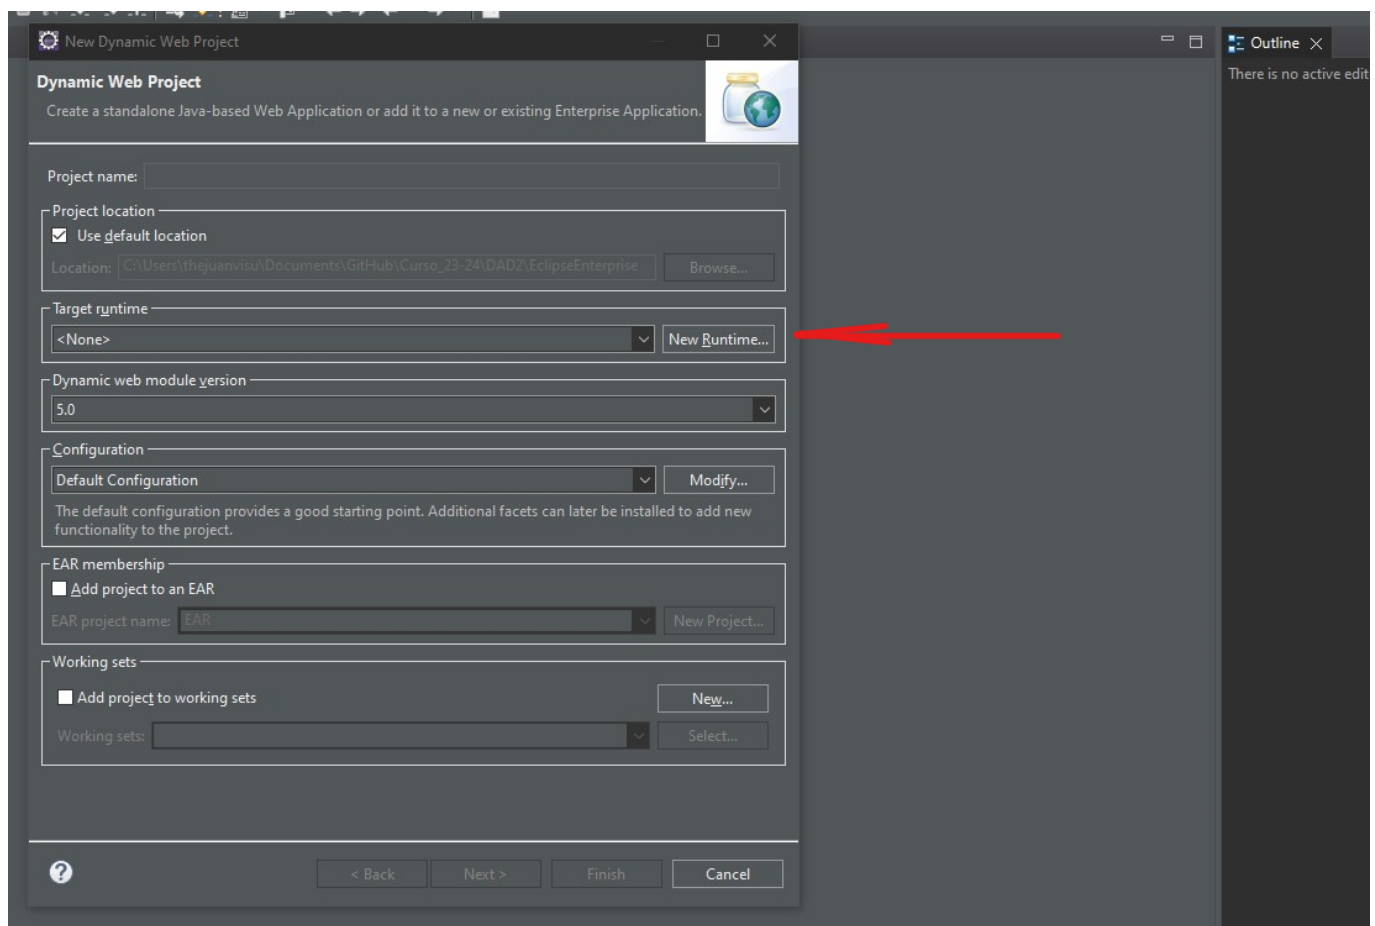 New Dynamic Web Project
Outline
There is no active edit
Dynamic Web Project
Create a standalone Java-based Web Application or add it to a new or existing Enterprise Application.
Project name:
Project location
Use default location
Location: C:\Users\thejuanvisu\Documents\GitHub\Curso_23-24\DAD2\EclipseEnterprise Browse...
Target runtime
<None> New Runtime...
Dynamic web module version
5.0
Configuration
Default Configuration Modify...
The default configuration provides a good starting point. Additional facets can later be installed to add new
functionality to the project.
EAR membership
Add project to an EAR
EAR project name: EAR New Project...
Working sets
Add project to working sets New...
Working sets: Select...
? < Back Next > Finish Cancel